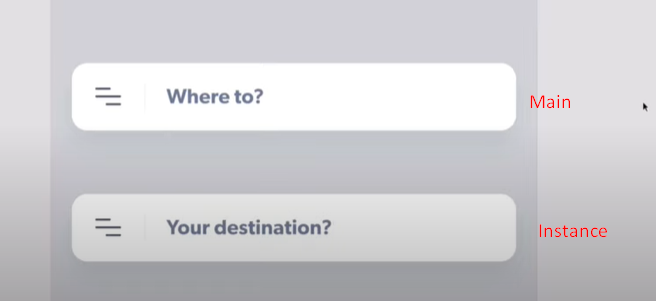 Where to?
Main
Your destination?
Instance